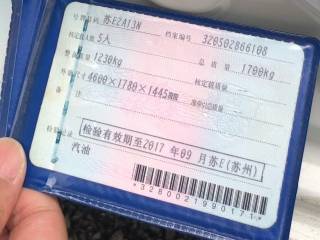 号牌号码 苏E2A13N 档案编号 320502866108
核定载人数 5人 总质量 1700Kg
整备质量 1230Kg 核定载质量
外廓尺寸 4600×1780×1445mm 准牵引总质量
备注
检验记录 检验有效期至2017年09月苏E(苏州)
汽油
*3280021990171*